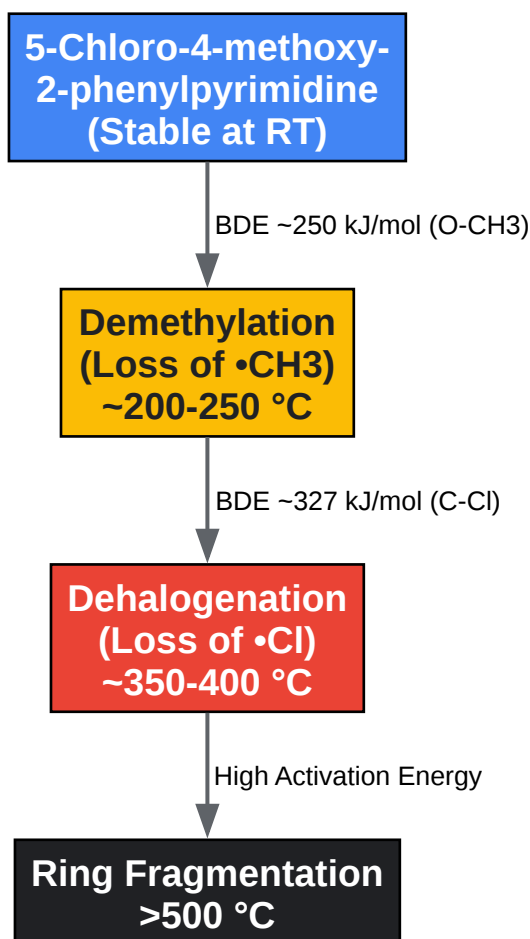 5-Chloro-4-methoxy-
2-phenylpyrimidine
(Stable at RT)
BDE ~250 kJ/mol (O-CH3)
Demethylation
(Loss of •CH3)
~200-250 °C
BDE ~327 kJ/mol (C-Cl)
Dehalogenation
(Loss of •Cl)
~350-400 °C
High Activation Energy
Ring Fragmentation
>500 °C